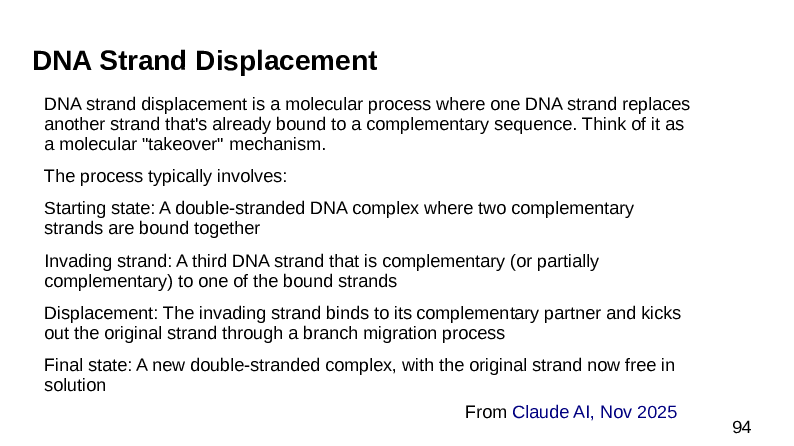 DNA Strand Displacement
DNA strand displacement is a molecular process where one DNA strand replaces
another strand that's already bound to a complementary sequence. Think of it as
a molecular "takeover" mechanism.
The process typically involves:
Starting state: A double-stranded DNA complex where two complementary
strands are bound together
Invading strand: A third DNA strand that is complementary (or partially
complementary) to one of the bound strands
Displacement: The invading strand binds to its complementary partner and kicks
out the original strand through a branch migration process
Final state: A new double-stranded complex, with the original strand now free in
solution
From Claude AI, Nov 2025
94